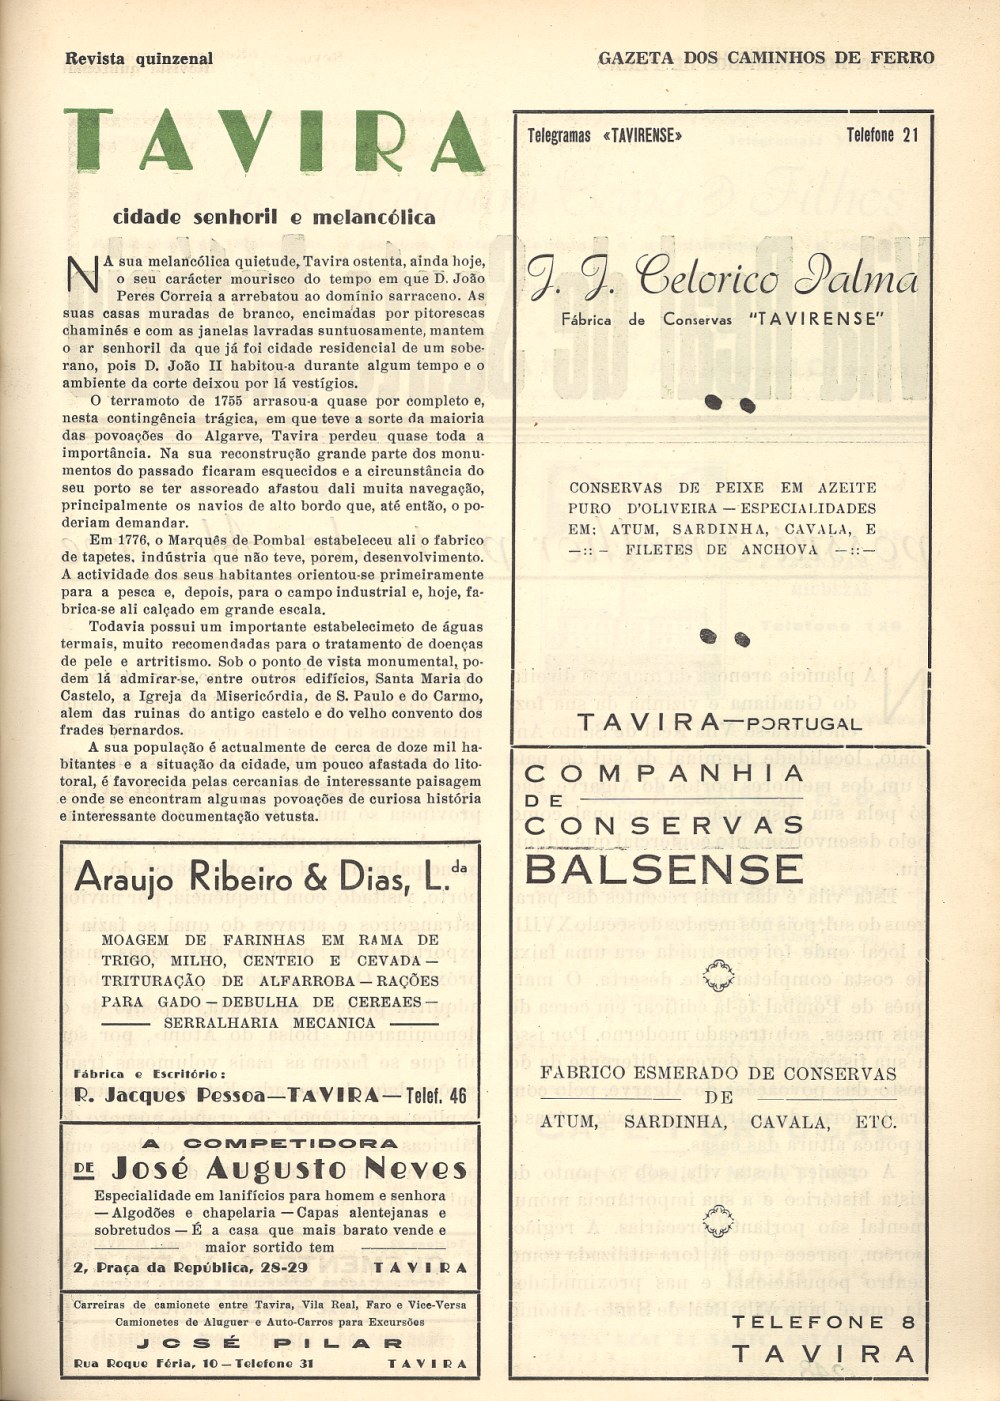 Revista quinzenal
GAZETA DOS CAMINHOS DE FERRO
TAVIRA
cidade senhoril e melancólica
NA sua melancólica quietude, Tavira ostenta, ainda hoje,
o seu carácter mourisco do tempo em que D. João
Peres Correia a arrebatou ao domínio sarraceno. As
suas casas muradas de branco, encimadas por pitorescas
chaminés e com as janelas lavradas suntuosamente, mantem
o ar senhoril da que já foi cidade residencial de um sobe-
rano, pois D. João II habitou-a durante algum tempo e o
ambiente da corte deixou por lá vestígios.
O terramoto de 1755 arrasou-a quase por completo e,
nesta contingência trágica, em que teve a sorte da maioria
das povoações do Algarve, Tavira perdeu quase toda a
importância. Na sua reconstrução grande parte dos monu-
mentos do passado ficaram esquecidos e a circunstância do
seu porto se ter assoreado afastou dali muita navegação,
principalmente os navios de alto bordo que, até então, o po-
deriam demandar.
Em 1776, o Marquês de Pombal estabeleceu ali o fabrico
de tapetes, indústria que não teve, porem, desenvolvimento.
A actividade dos seus habitantes orientou-se primeiramente
para a pesca e, depois, para o campo industrial e, hoje, fa-
brica-se ali calçado em grande escala.
Todavia possui um importante estabelecimeto de águas
termais, muito recomendadas para o tratamento de doenças
de pele e artritismo. Sob o ponto de vista monumental, po-
dem lá admirar-se, entre outros edifícios, Santa Maria do
Castelo, a Igreja da Misericórdia, de S. Paulo e do Carmo,
alem das ruinas do antigo castelo e do velho convento dos
frades bernardos.
A sua população é actualmente de cerca de doze mil ha-
bitantes e a situação da cidade, um pouco afastada do lito-
toral, é favorecida pelas cercanias de interessante paisagem
e onde se encontram algumas povoações de curiosa história
e interessante documentação vetusta.
Araujo Ribeiro & Dias, L.da
MOAGEM DE FARINHAS EM RAMA DE
TRIGO, MILHO, CENTEIO E CEVADA —
TRITURAÇÃO DE ALFARROBA — RAÇÕES
PARA GADO — DEBULHA DE CEREAES —
—— SERRALHARIA MECANICA ——
Fábrica e Escritório:
R. Jacques Pessoa—TAVIRA—Telef. 46
A COMPETIDORA
DE José Augusto Neves
Especialidade em lanifícios para homem e senhora
— Algodões e chapelaria — Capas alentejanas e
sobretudos — É a casa que mais barato vende e
maior sortido tem
2, Praça da República, 28-29 TAVIRA
Carreiras de camionete entre Tavira, Vila Real, Faro e Vice-Versa
Camionetes de Aluguer e Auto-Carros para Excursões
JOSÉ PILAR
Rua Roque Féria, 10 — Telefone 31 TAVIRA
Telegramas «TAVIRENSE» Telefone 21
J. J. Celorico Palma
Fábrica de Conservas "TAVIRENSE"
CONSERVAS DE PEIXE EM AZEITE
PURO D'OLIVEIRA — ESPECIALIDADES
EM: ATUM, SARDINHA, CAVALA, E
—::— FILETES DE ANCHOVA —::—
TAVIRA—PORTUGAL
COMPANHIA
DE
CONSERVAS
BALSENSE
FABRICO ESMERADO DE CONSERVAS
DE
ATUM, SARDINHA, CAVALA, ETC.
TELEFONE 8
TAVIRA